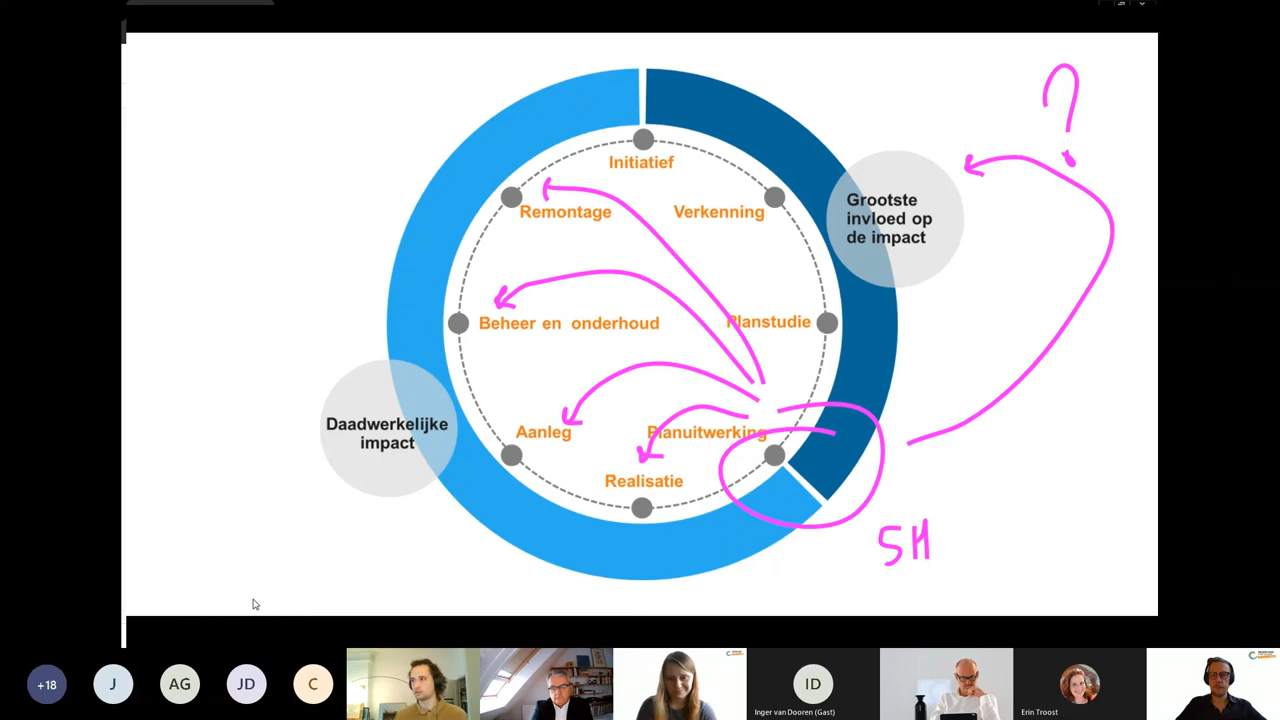 ?
Initiatief
Remontage
Verkenning
Grootste
invloed op
de impact
Beheer en onderhoud
Planstudie
Daadwerkelijke
impact
Aanleg
Planuitwerking
Realisatie
SH
+18
J
AG
JD
C
ID
Inger van Dooren (Gast)
Erin Troost